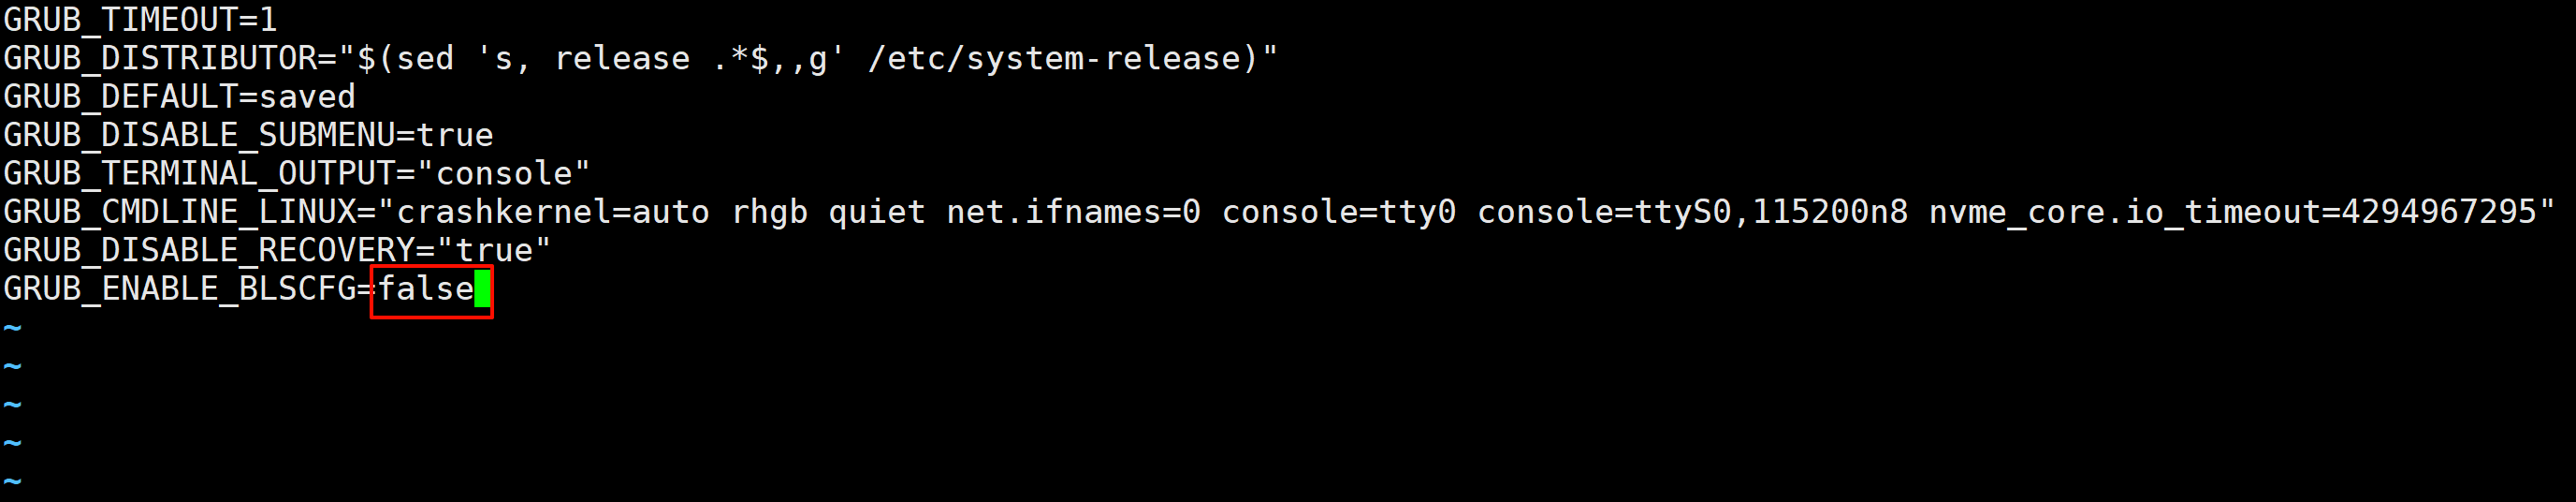 GRUB_TIMEOUT=1
GRUB_DISTRIBUTOR="$(sed 's, release .*$,,g' /etc/system-release)"
GRUB_DEFAULT=saved
GRUB_DISABLE_SUBMENU=true
GRUB_TERMINAL_OUTPUT="console"
GRUB_CMDLINE_LINUX="crashkernel=auto rhgb quiet net.ifnames=0 console=tty0 console=ttyS0,115200n8 nvme_core.io_timeout=4294967295"
GRUB_DISABLE_RECOVERY="true"
GRUB_ENABLE_BLSCFG=false
~
~
~
~
~